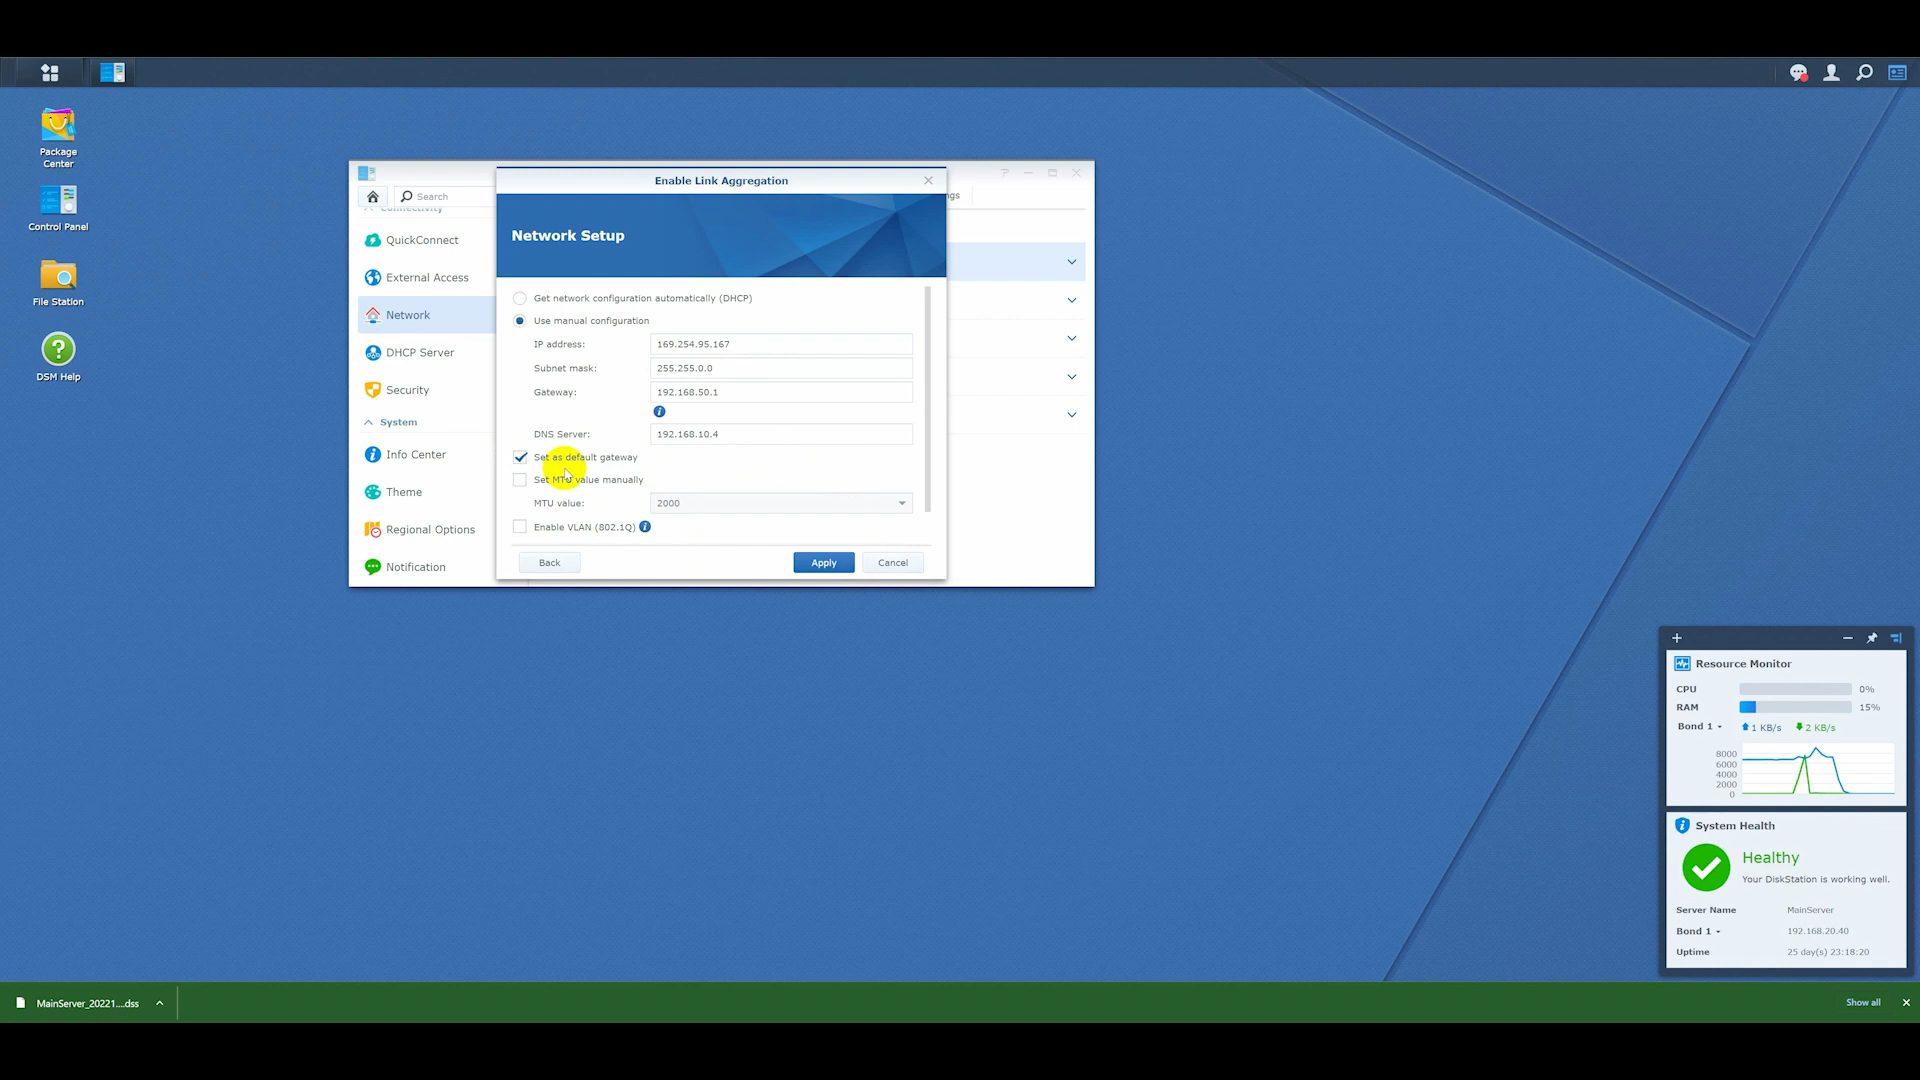 Package
Center
Control Panel
File Station
DSM Help
Search
Connectivity
QuickConnect
External Access
Network
DHCP Server
Security
System
Info Center
Theme
Regional Options
Notification
?
Enable Link Aggregation
Network Setup
Get network configuration automatically (DHCP)
Use manual configuration
IP address: 169.254.95.167
Subnet mask: 255.255.0.0
Gateway: 192.168.50.1
DNS Server: 192.168.10.4
Set as default gateway
Set MTU value manually
MTU value: 2000
Enable VLAN (802.1Q)
Back
Apply
Cancel
Resource Monitor
CPU 0%
RAM 15%
Bond 1 1 KB/s 2 KB/s
8000
6000
4000
2000
0
System Health
Healthy
Your DiskStation is working well.
Server Name MainServer
Bond 1 192.168.20.40
Uptime 25 day(s) 23:18:20
MainServer_20221....dss
Show all